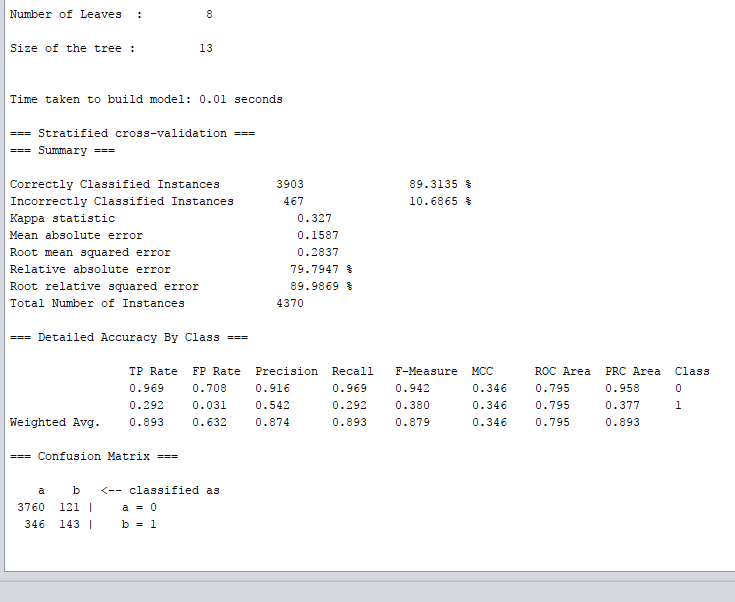 Number of Leaves  :         8
Size of the tree :         13
Time taken to build model: 0.01 seconds
=== Stratified cross-validation ===
=== Summary ===
Correctly Classified Instances        3903               89.3135 %
Incorrectly Classified Instances       467               10.6865 %
Kappa statistic                          0.327
Mean absolute error                      0.1587
Root mean squared error                  0.2837
Relative absolute error                 79.7947 %
Root relative squared error             89.9869 %
Total Number of Instances             4370
=== Detailed Accuracy By Class ===
                 TP Rate  FP Rate  Precision  Recall   F-Measure  MCC      ROC Area  PRC Area  Class
                 0.969    0.708    0.916      0.969    0.942      0.346    0.795     0.958     0
                 0.292    0.031    0.542      0.292    0.380      0.346    0.795     0.377     1
Weighted Avg.    0.893    0.632    0.874      0.893    0.879      0.346    0.795     0.893
=== Confusion Matrix ===
    a    b   <-- classified as
 3760  121 |    a = 0
  346  143 |    b = 1